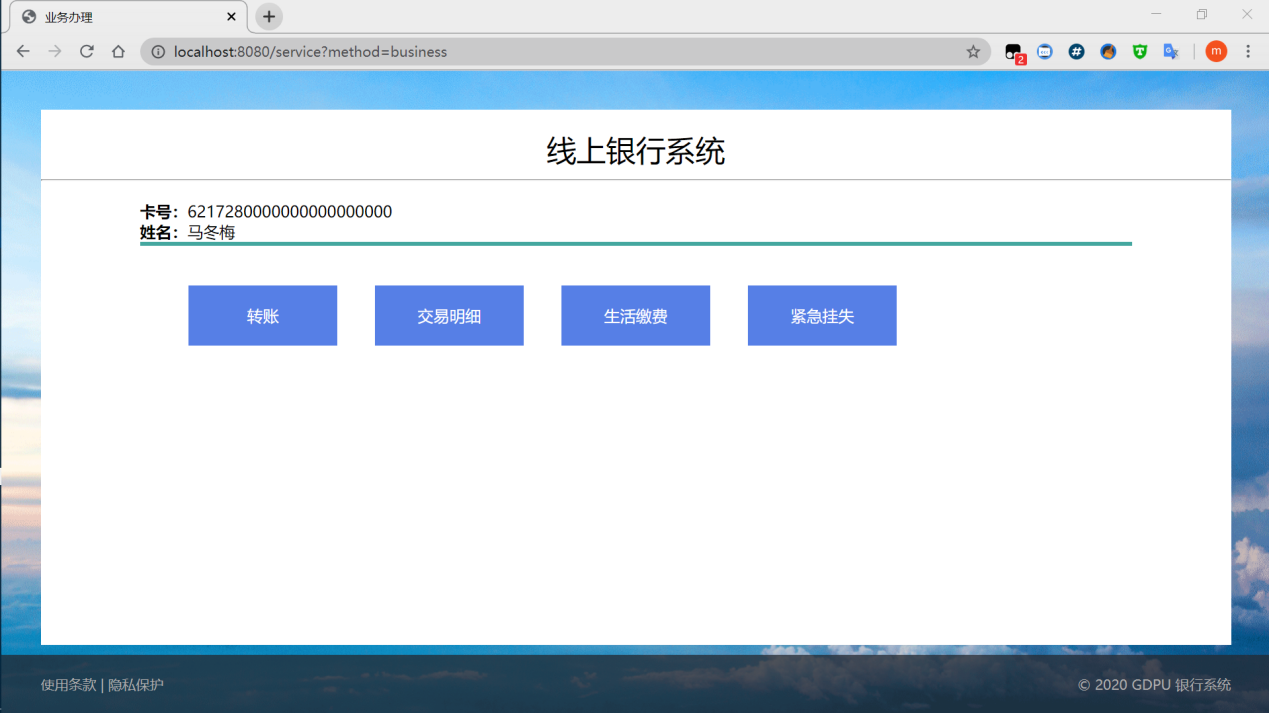 业务办理
localhost:8080/service?method=business
2
m
线上银行系统
卡号：6217280000000000000000
姓名：马冬梅
转账 交易明细 生活缴费 紧急挂失
使用条款 | 隐私保护
© 2020 GDPU 银行系统